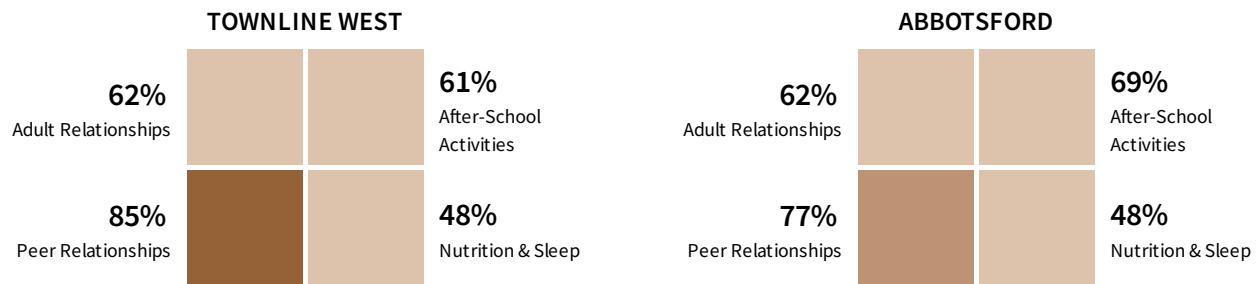 TOWNLINE WEST
62%
Adult Relationships
61%
After-School
Activities
85%
Peer Relationships
48%
Nutrition & Sleep
ABBOTSFORD
62%
Adult Relationships
69%
After-School
Activities
77%
Peer Relationships
48%
Nutrition & Sleep